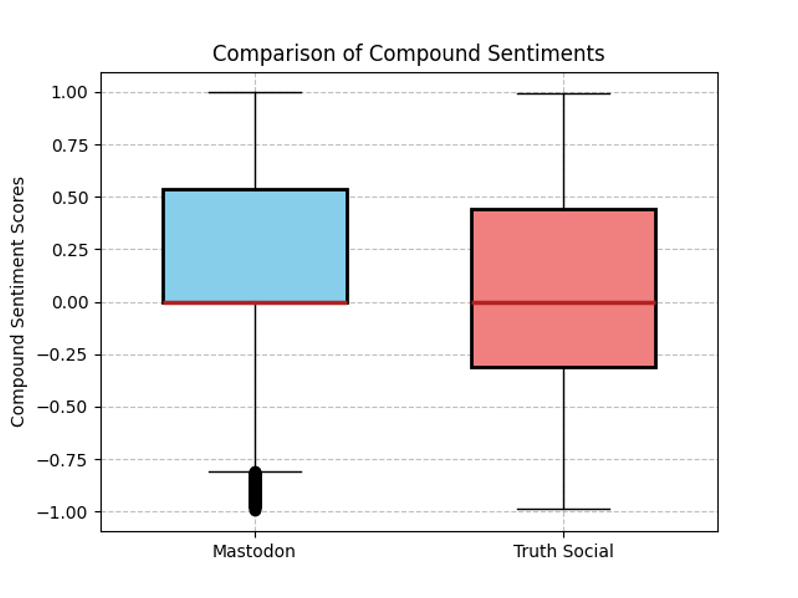 Comparison of Compound Sentiments
Compound Sentiment Scores
1.00
0.75
0.50
0.25
0.00
−0.25
−0.50
−0.75
−1.00
Mastodon
Truth Social